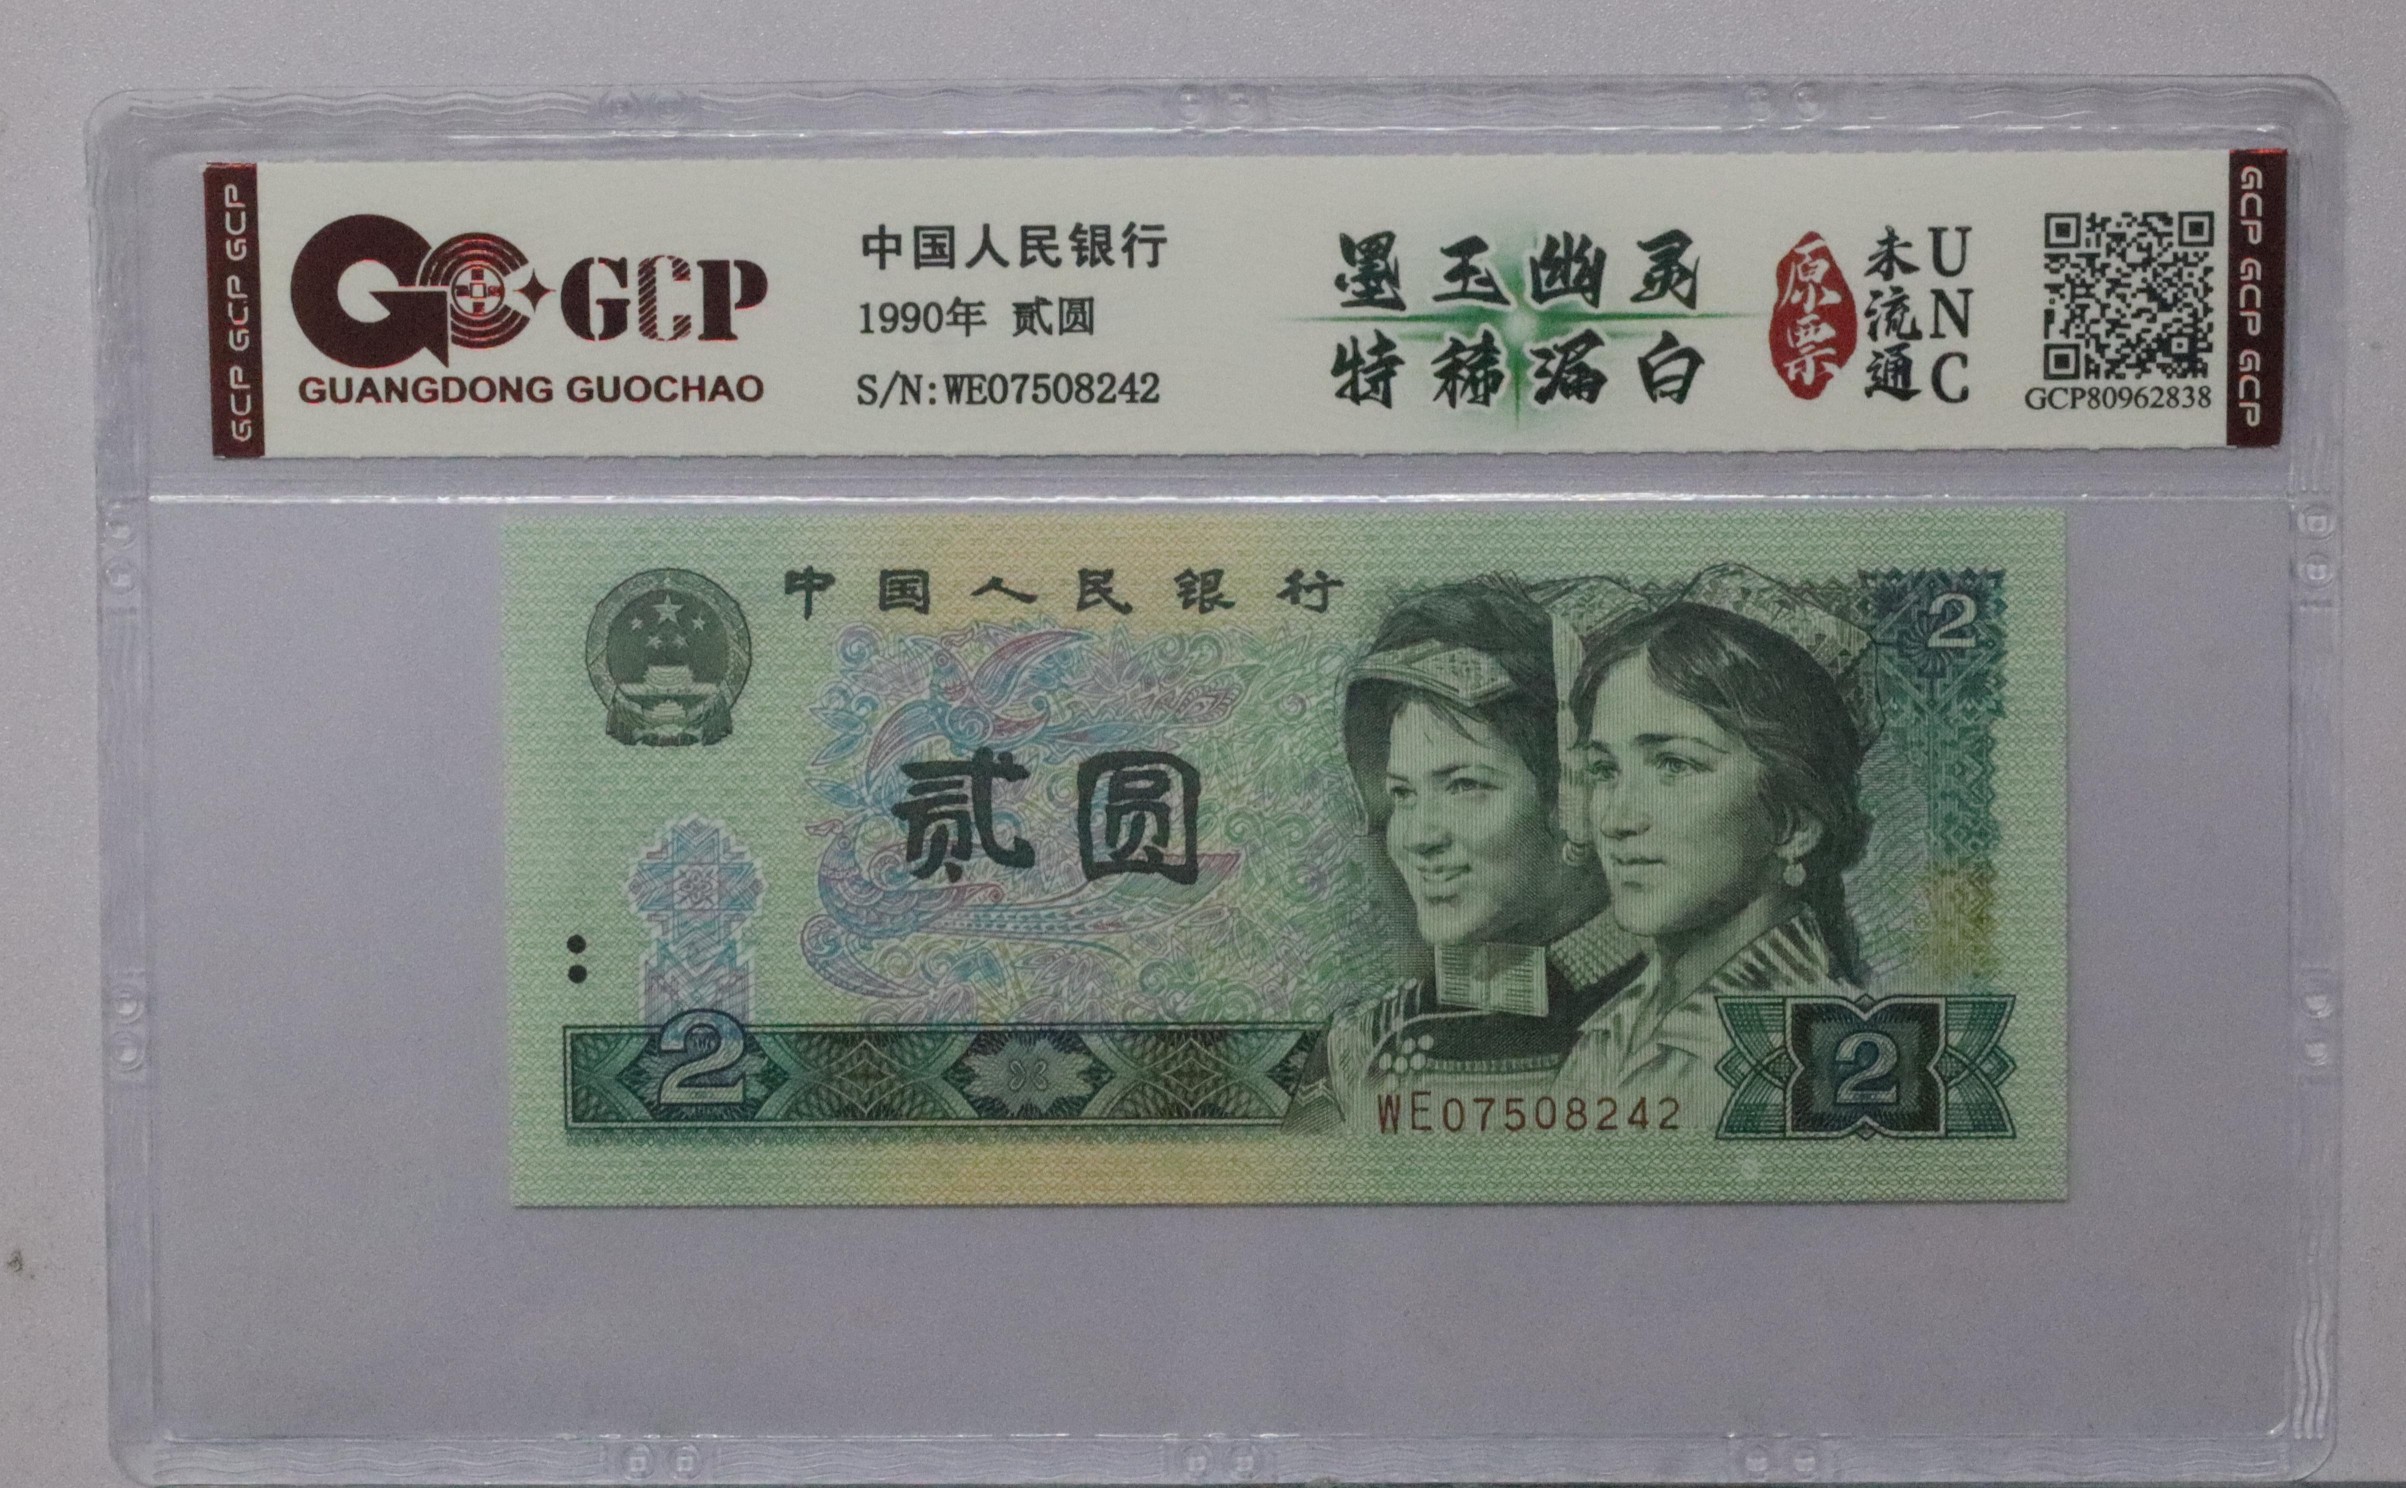 GCP GCP GCP
GCP
GUANGDONG GUOCHAO
中国人民银行
1990年 贰圆
S/N:WE07508242
墨玉幽灵
特稀漏白
原票
未流通
UNC
GCP80962838
GCP GCP GCP
中国人民银行
2
贰圆
2
WE07508242
2